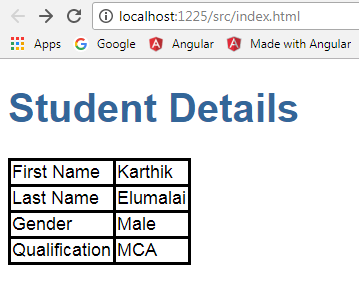 localhost:1225/src/index.html
Apps G Google Angular Made with Angular
Student Details
First Name Karthik
Last Name Elumalai
Gender Male
Qualification MCA